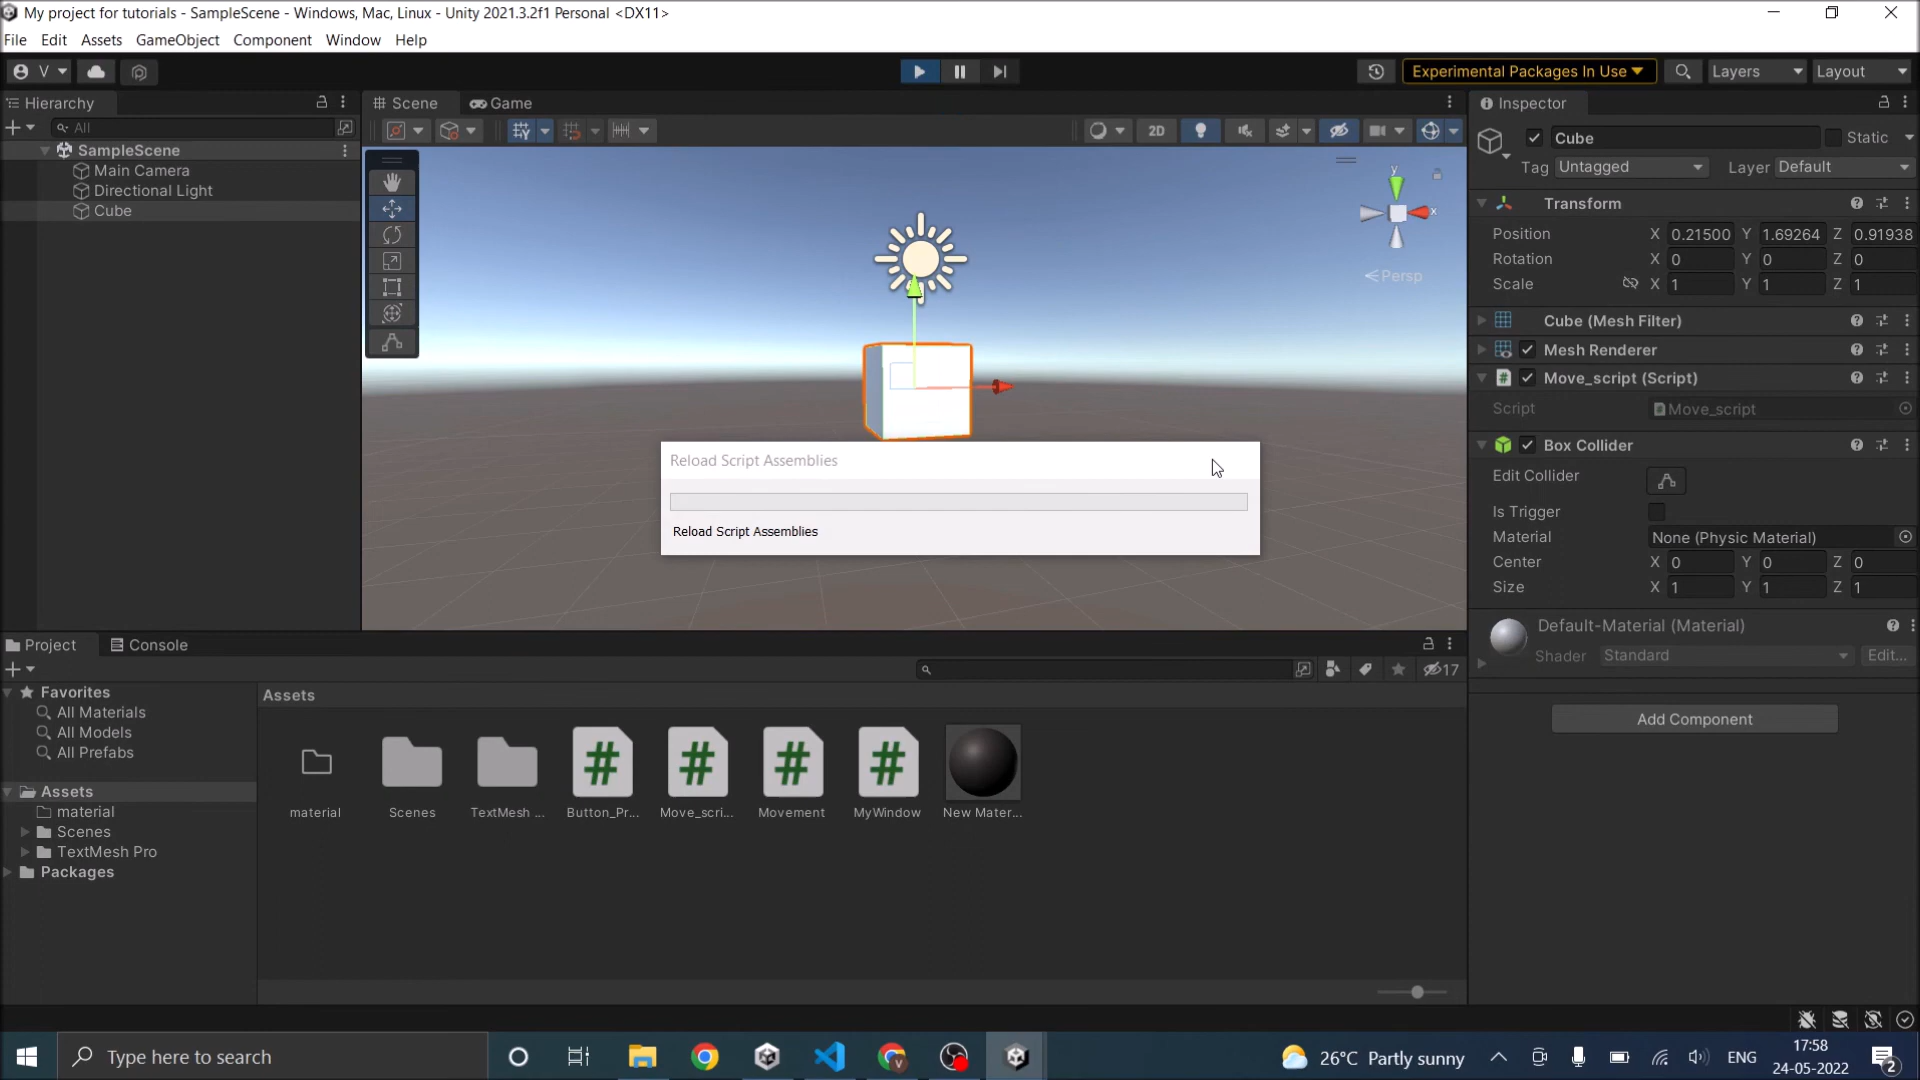 My project for tutorials - SampleScene - Windows, Mac, Linux - Unity 2021.3.2f1 Personal <DX11>
File Edit Assets GameObject Component Window Help
V Experimental Packages In Use Layers Layout
Hierarchy
All
SampleScene
Main Camera
Directional Light
Cube
Scene Game
2D
y
x
Persp
Reload Script Assemblies
Reload Script Assemblies
Inspector
Cube Static
Tag Untagged Layer Default
Transform
Position X 0.21500 Y 1.69264 Z 0.91938
Rotation X 0 Y 0 Z 0
Scale X 1 Y 1 Z 1
Cube (Mesh Filter)
Mesh Renderer
# Move_script (Script)
Script Move_script
Box Collider
Edit Collider
Is Trigger
Material None (Physic Material)
Center X 0 Y 0 Z 0
Size X 1 Y 1 Z 1
Default-Material (Material)
Shader Standard Edit...
Add Component
Project Console
17
Favorites
All Materials
All Models
All Prefabs
Assets
material
Scenes
TextMesh Pro
Packages
Assets
# # # #
material Scenes TextMesh ... Button_Pr... Move_scri... Movement MyWindow New Mater...
Type here to search
V
26°C Partly sunny
ENG
17:58
24-05-2022
2